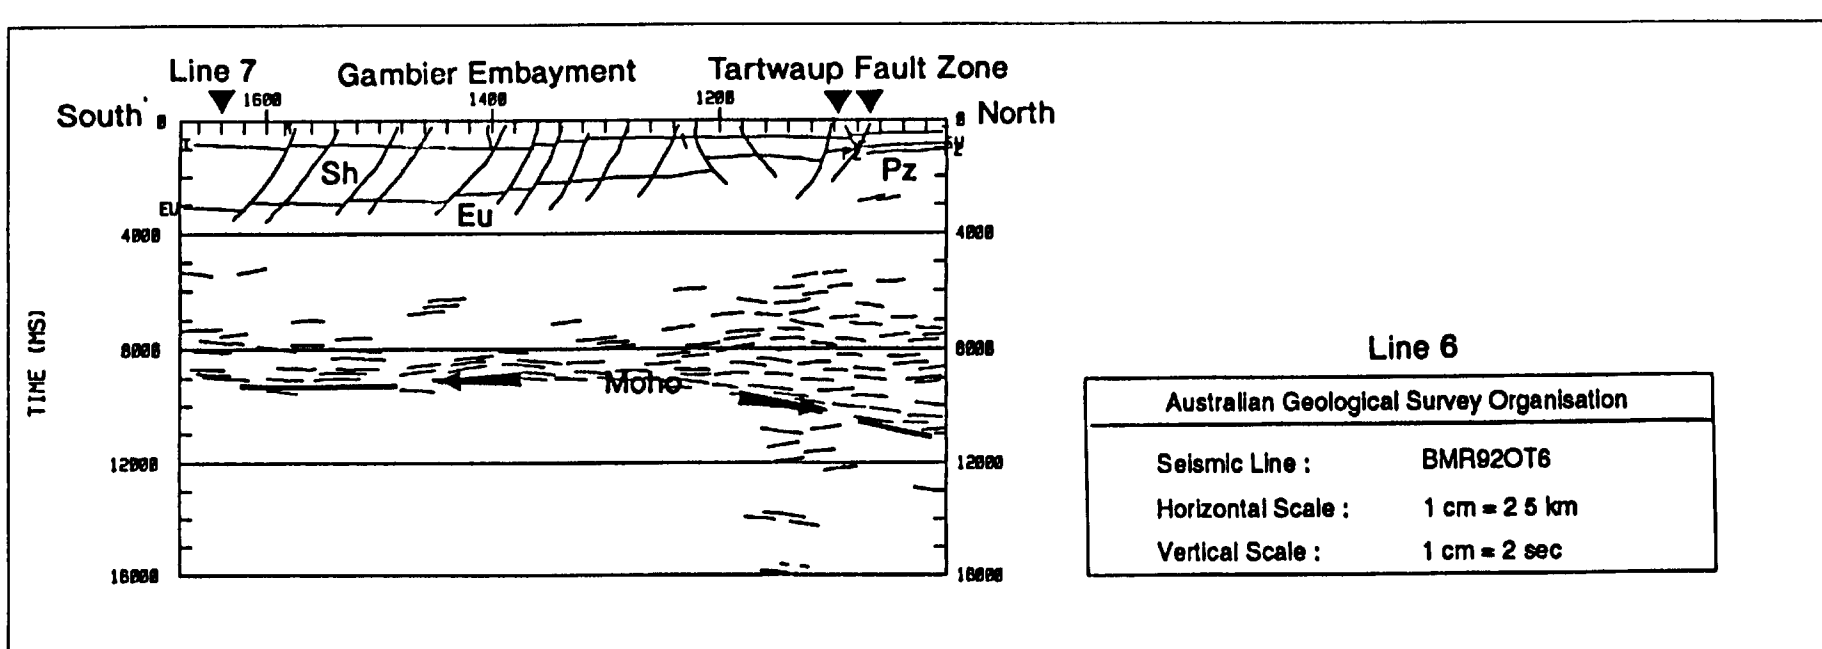 Line 7 Gambier Embayment Tartwaup Fault Zone
1600 1400 1200
South' 0 0 North
I
Sh Pz
EU Eu
4000 4000
8000 8000
Moho
TIME (MS)
12000 12000
16000 16000
Line 6
Australian Geological Survey Organisation
Seismic Line : BMR92OT6
Horizontal Scale : 1 cm = 2 5 km
Vertical Scale : 1 cm = 2 sec